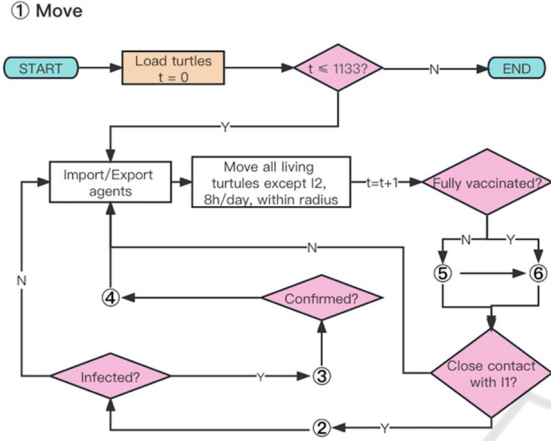 ① Move
START
Load turtles
t = 0
t ⩽ 1133?
N
END
Y
Import/Export
agents
Move all living
turtules except I2,
8h/day, within radius
t=t+1
Fully vaccinated?
N
Y
N
⑤
⑥
N
④
Confirmed?
Infected?
Y
③
Close contact
with I1?
②
Y